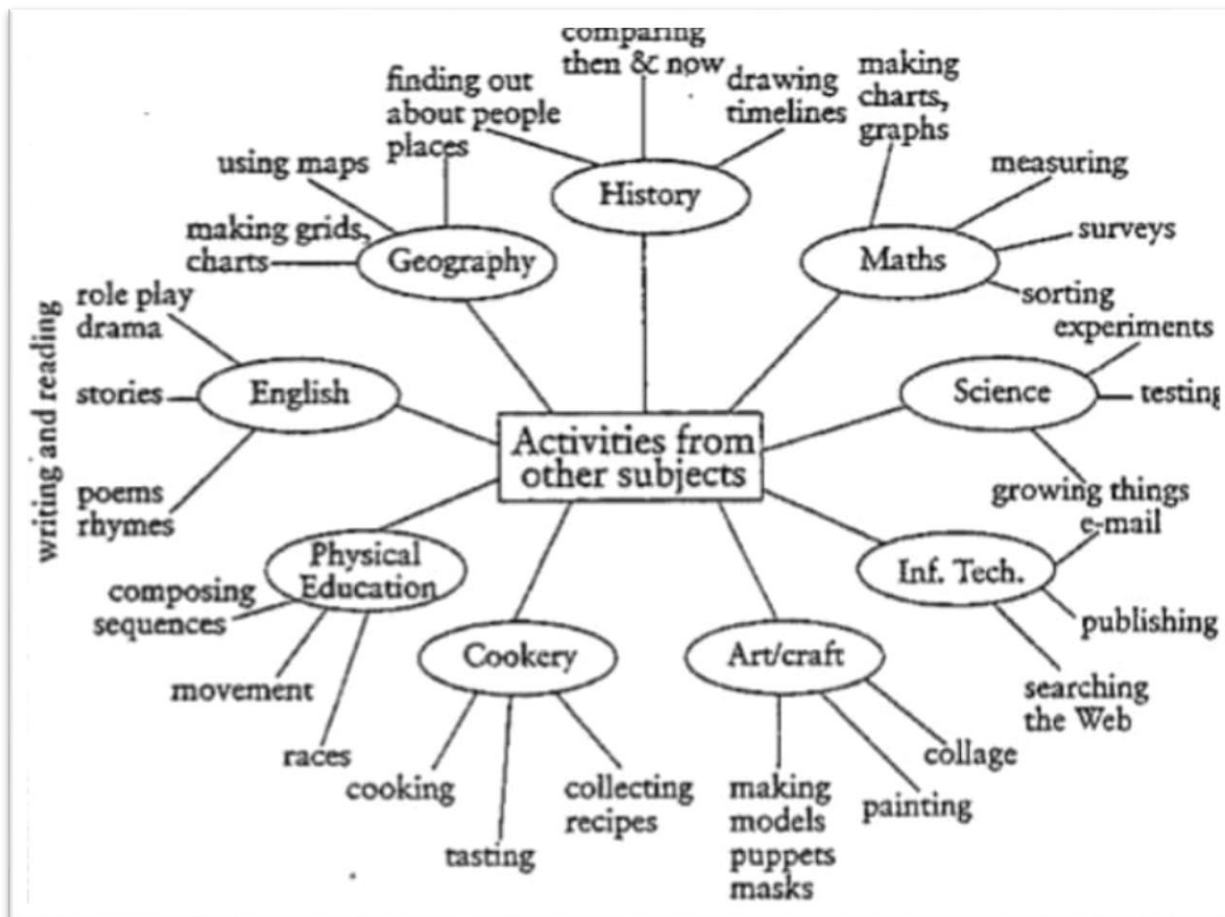 comparing
then & now
finding out
about people
places
drawing
timelines
making
charts,
graphs
using maps
measuring
History
surveys
making grids,
charts
Geography
Maths
sorting
role play
drama
experiments
writing and reading
stories
English
Science
testing
Activities from
other subjects
poems
rhymes
growing things
e-mail
Physical
Education
Inf. Tech.
composing
sequences
publishing
Cookery
Art/craft
movement
searching
the Web
races
collage
cooking
collecting
recipes
making
models
puppets
masks
painting
tasting